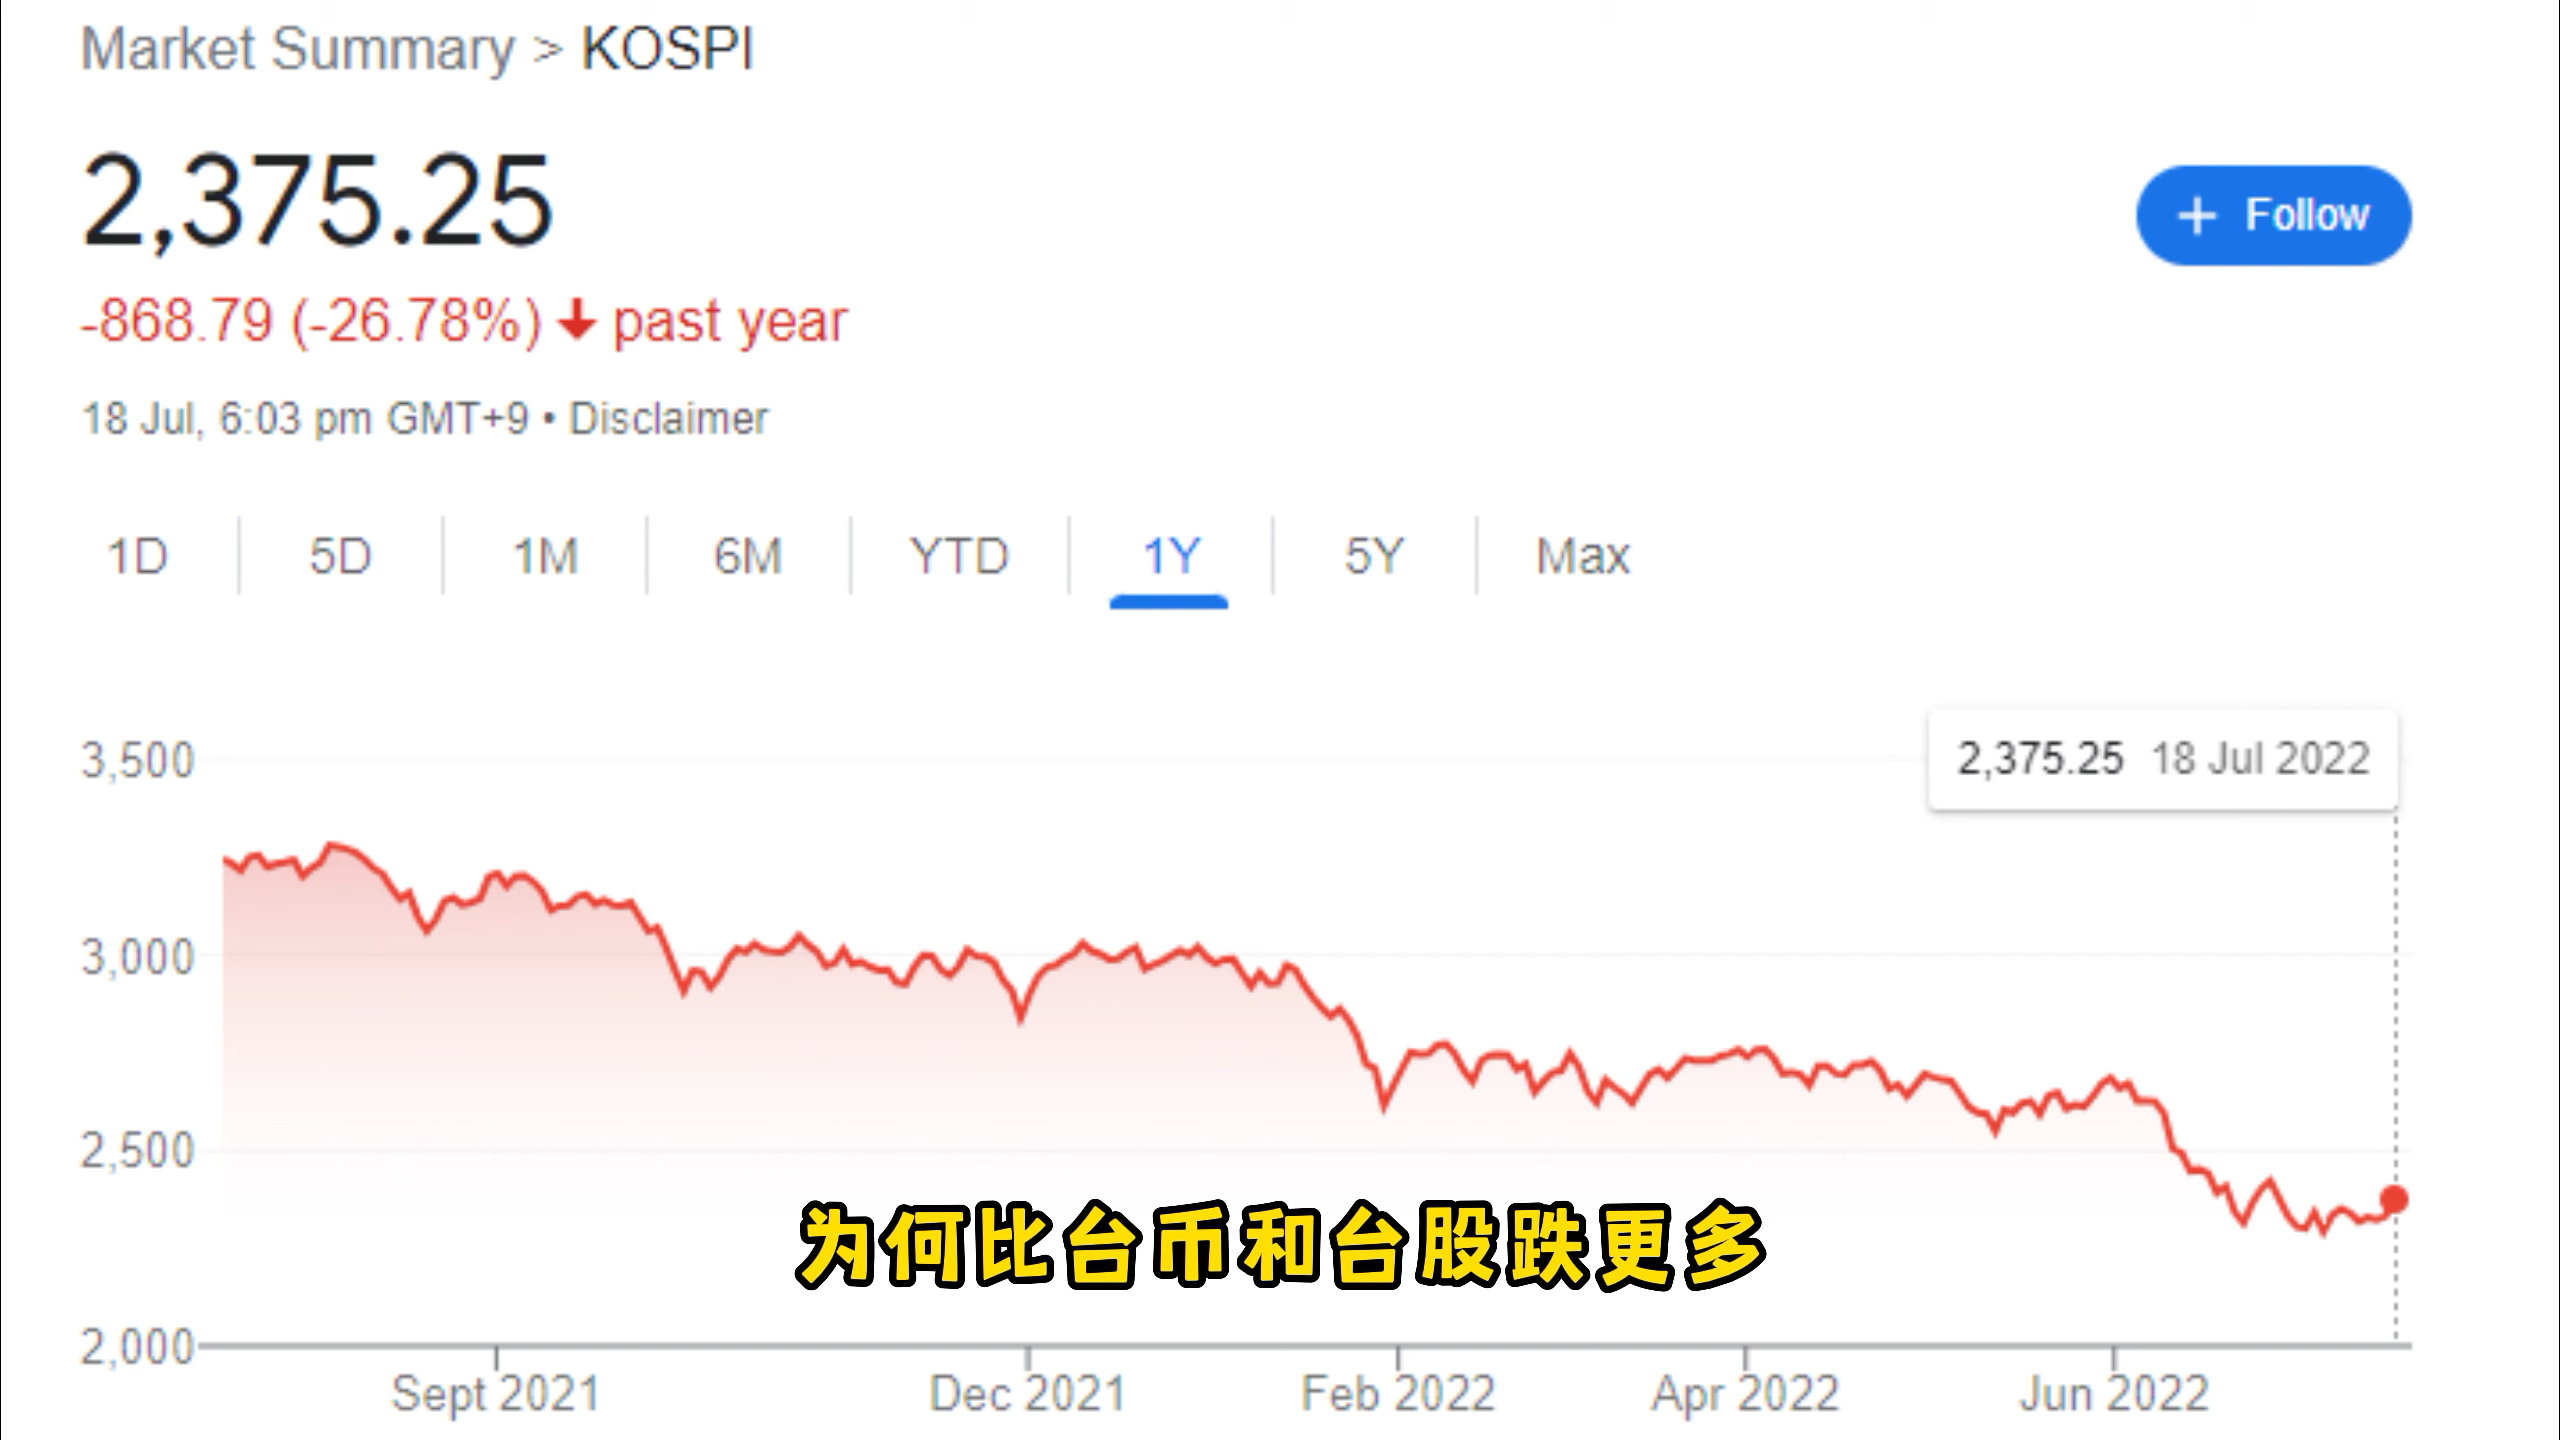 Market Summary > KOSPI
2,375.25
+ Follow
-868.79 (-26.78%) ↓ past year
18 Jul, 6:03 pm GMT+9 • Disclaimer
1D 5D 1M 6M YTD 1Y 5Y Max
2,375.25 18 Jul 2022
3,500
3,000
2,500
为何比台币和台股跌更多
2,000
Sept 2021 Dec 2021 Feb 2022 Apr 2022 Jun 2022